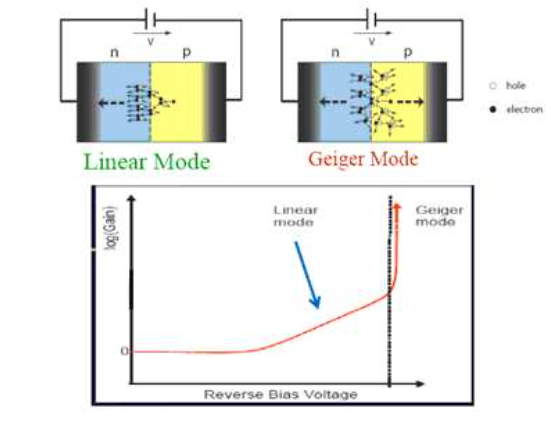 V
n p
V
n p
hole
electron
Linear Mode
Geiger Mode
log(Gain)
Linear
mode
Geiger
mode
0
Reverse Bias Voltage